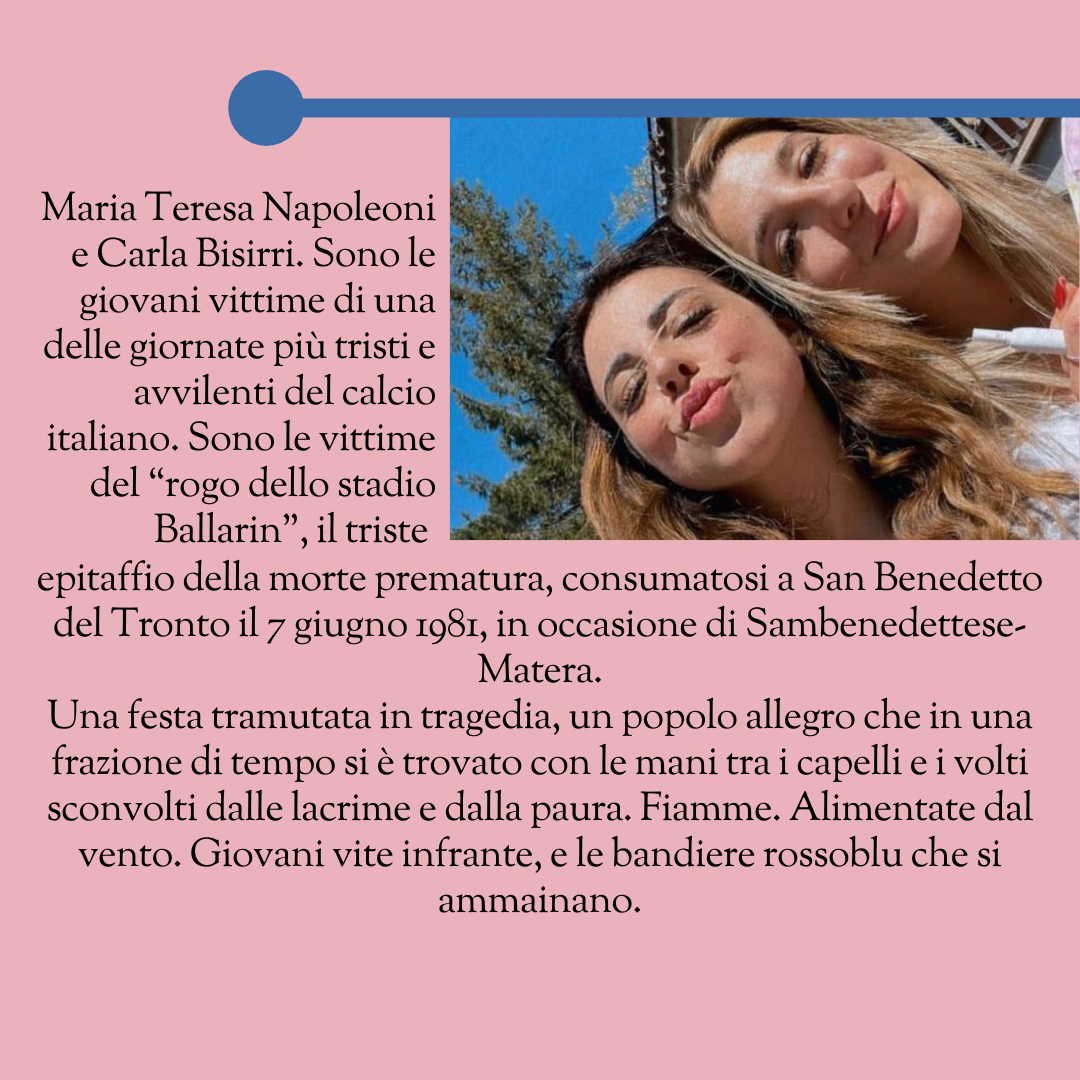 Maria Teresa Napoleoni
e Carla Bisirri. Sono le
giovani vittime di una
delle giornate più tristi e
avvilenti del calcio
italiano. Sono le vittime
del “rogo dello stadio
Ballarin”, il triste
epitaffio della morte prematura, consumatosi a San Benedetto
del Tronto il 7 giugno 1981, in occasione di Sambenedettese-
Matera.
Una festa tramutata in tragedia, un popolo allegro che in una
frazione di tempo si è trovato con le mani tra i capelli e i volti
sconvolti dalle lacrime e dalla paura. Fiamme. Alimentate dal
vento. Giovani vite infrante, e le bandiere rossoblu che si
ammainano.